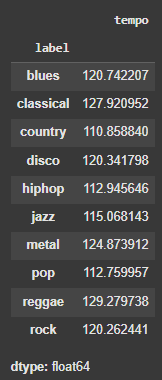 tempo
label
blues 120.742207
classical 127.920952
country 110.858840
disco 120.341798
hiphop 112.945646
jazz 115.068143
metal 124.873912
pop 112.759957
reggae 129.279738
rock 120.262441
dtype: float64